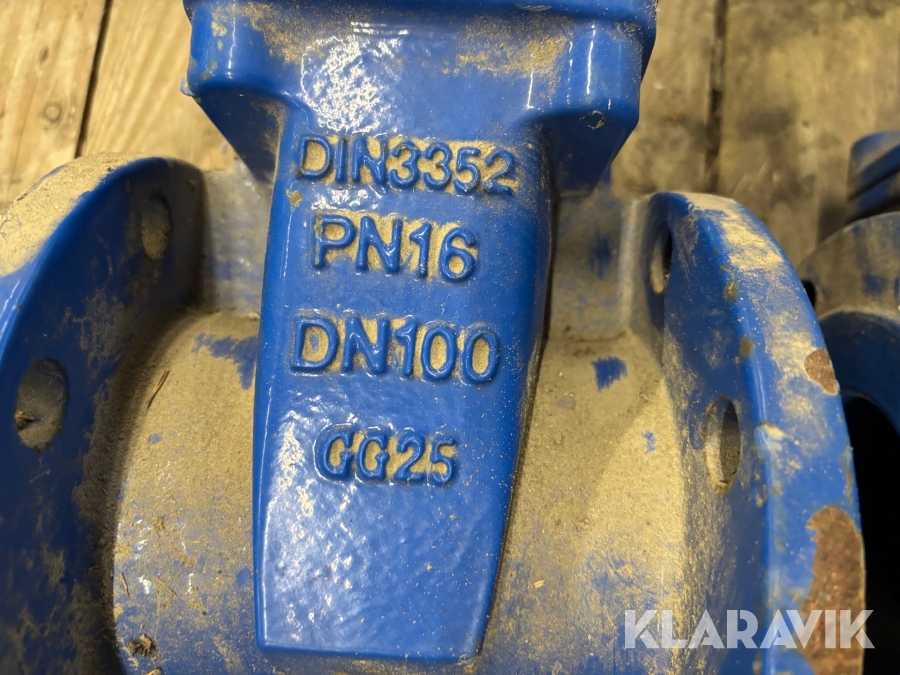 DIN3352
PN16
DN100
GG25
KLARAVIK